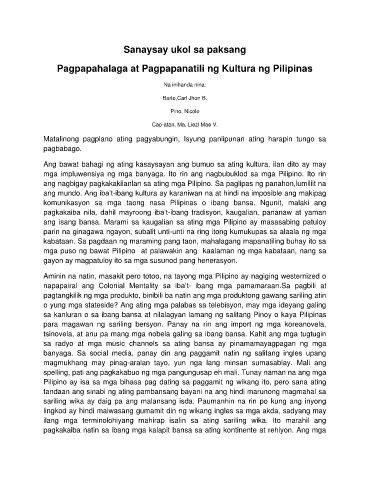 Sanaysay ukol sa paksang
Pagpapahalaga at Pagpapanatili ng Kultura ng Pilipinas
Na inihanda nina:
Barte,Carl Jhon B.
Pino, Nicole
Cap-atan, Ma. Liezl Mae V.
Matalinong pagplano ating pagyabungin, Isyung panlipunan ating harapin tungo sa
pagbabago.
Ang bawat bahagi ng ating kasaysayan ang bumuo sa ating kultura, ilan dito ay may
mga impluwensiya ng mga banyaga. Ito rin ang nagbubuklod sa mga Pilipino. Ito rin
ang nagbigay pagkakakilanlan sa ating mga Pilipino. Sa paglipas ng panahon,lumiliit na
ang mundo. Ang iba't-ibang kultura ay karaniwan na at hindi na imposible ang makipag
komunikasyon sa mga taong nasa Pilipinas o ibang bansa. Ngunit, malaki ang
pagkakaiba nila, dahil mayroong iba't-ibang tradisyon, kaugalian, pananaw at yaman
ang isang bansa. Marami sa kaugalian sa ating mga Pilipino ay masasabing patuloy
parin na ginagawa ngayon, subalit unti-unti na ring itong kumukupas sa alaala ng mga
kabataan. Sa pagdaan ng maraming pang taon, mahalagang mapanatiling buhay ito sa
mga puso ng bawat Pilipino at palawakin ang kaalaman ng mga kabataan, nang sa
gayon ay magpatuloy ito sa mga susunod pang henerasyon.
Aminin na natin, masakit pero totoo, na tayong mga Pilipino ay nagiging westernized o
napapairal ang Colonial Mentality sa iba't- ibang mga pamamaraan.Sa pagbili at
pagtangkilik ng mga produkto, binibili ba natin ang mga produktong gawang sariling atin
o yung mga stateside? Ang ating mga palabas sa telebisyon, may mga ideyang galing
sa kanluran o sa ibang bansa at nilalagyan lamang ng salitang Pinoy o kaya Pilipinas
para magawan ng sariling bersyon. Panay na rin ang import ng mga koreanovela,
tsinovela, at anu pa mang mga nobela galing sa ibang bansa. Kahit ang mga tugtugin
sa radyo at mga music channels sa ating bansa ay pinamamayagpagan ng mga
banyaga. Sa social media, panay din ang paggamit natin ng salitang ingles upang
magmukhang may pinag-aralan tayo, yun nga lang minsan sumasablay. Mali ang
spelling, pati ang pagkakabuo ng mga pangungusap eh mali. Tunay naman na ang mga
Pilipino ay isa sa mga bihasa pag dating sa paggamit ng wikang ito, pero sana ating
tandaan ang sinabi ng ating pambansang bayani na ang hindi marunong magmahal sa
sariling wika ay daig pa ang malansang isda. Paumanhin na rin po kung ang inyong
lingkod ay hindi maiwasang gumamit din ng wikang ingles sa mga akda, sadyang may
ilang mga terminolohiyang mahirap isalin sa ating sariling wika. Ito marahil ang
pagkakaiba natin sa ibang mga kalapit bansa sa ating kontinente at rehiyon. Ang mga